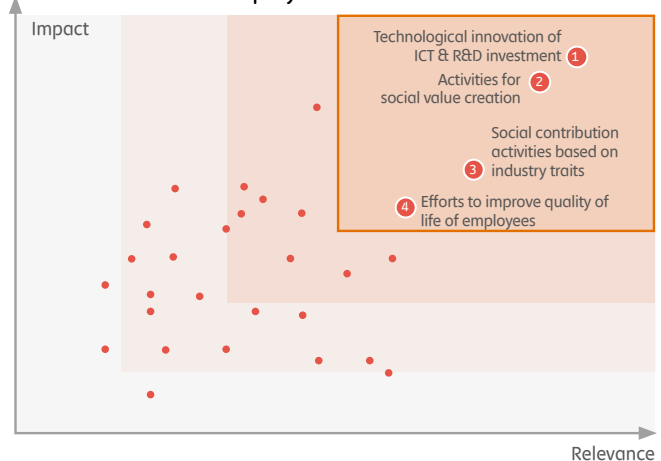 Impact
Technological innovation of
ICT & R&D investment 1
Activities for 2
social value creation
Social contribution
activities based on
3 industry traits
4 Efforts to improve quality of
life of employees
Relevance